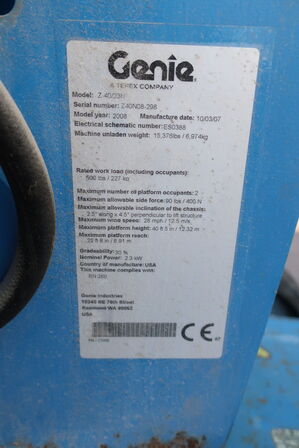 Genie
A TEREX COMPANY
Model: Z-40/23N
Serial number: Z40N08-298
Model year: 2008 Manufacture date: 10/03/07
Electrical schematic number: ES0388
Machine unladen weight: 15,376lbs / 6,974kg
Rated work load (including occupants):
500 lbs / 227 kg
Maximum number of platform occupants: 2
Maximum allowable side force: 90 lbs / 400 N
Maximum allowable inclination of the chassis:
2.5° along x 4.5° perpendicular to lift structure
Maximum wind speed: 28 mph / 12.5 m/s
Maximum platform height: 40 ft 5 in / 12.32 m
Maximum platform reach:
/ 6.91 m
Gradeability: 30 %
Nominal Power: 2.3 kW
Country of manufacture: USA
This machine complies with:
EN 280
Genie Industries
18340 NE 76th Street
Redmond WA 98052
USA
CE